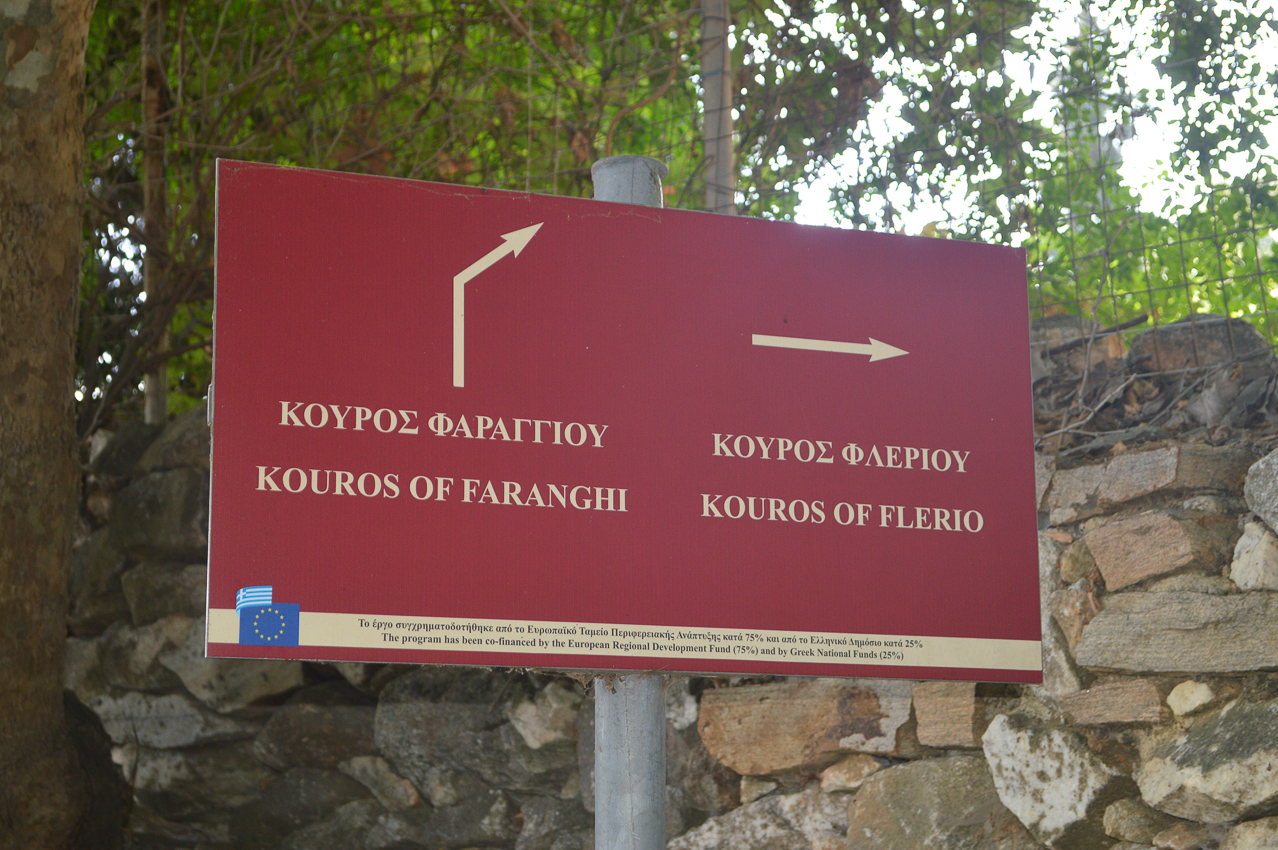 ΚΟΥΡΟΣ ΦΑΡΑΓΓΙΟΥ
KOUROS OF FARANGHI
ΚΟΥΡΟΣ ΦΛΕΡΙΟΥ
KOUROS OF FLERIO
Το έργο συγχρηματοδοτήθηκε από το Ευρωπαϊκό Ταμείο Περιφερειακής Ανάπτυξης κατά 75% και από το Ελληνικό Δημόσιο κατά 25%
The program has been co-financed by the European Regional Development Fund (75%) and by Greek National Funds (25%)